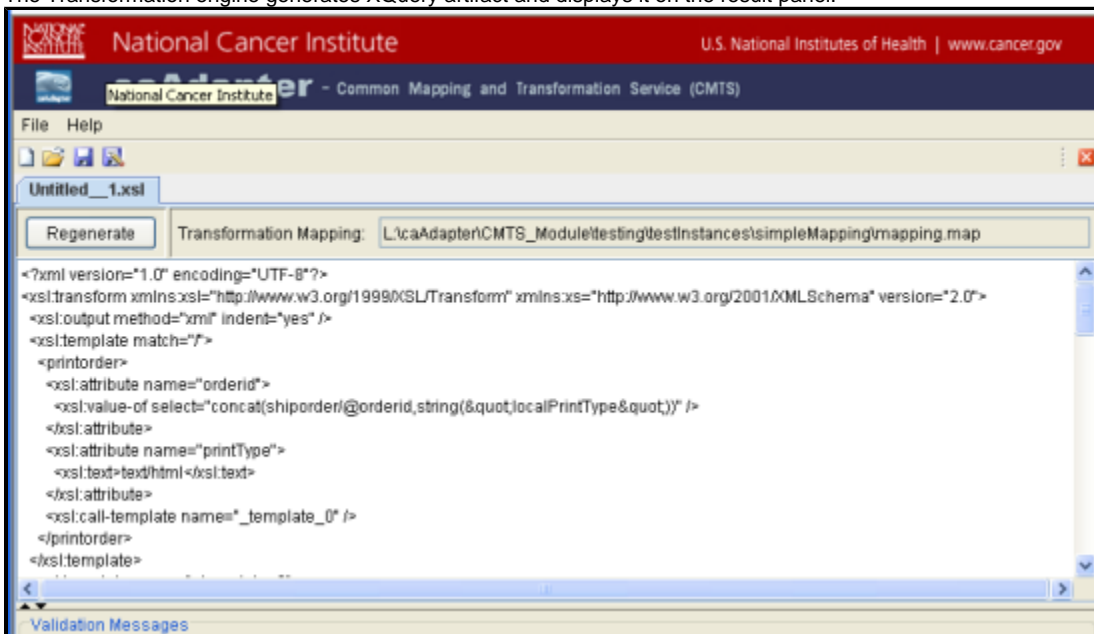 The Transformation engine generates XQuery artifact and displays it on the result panel.
NATIONAL
INSTITUTE
National Cancer Institute
U.S. National Institutes of Health | www.cancer.gov
National Cancer Institute
er - Common Mapping and Transformation Service (CMTS)
File Help
Untitled__1.xsl
Regenerate
Transformation Mapping: L:\caAdapter\CMTS_Module\testing\testInstances\simpleMapping\mapping.map
<?xml version="1.0" encoding="UTF-8"?>
<xsl:transform xmlns:xsl="http://www.w3.org/1999/XSL/Transform" xmlns:xs="http://www.w3.org/2001/XMLSchema" version="2.0">
<xsl:output method="xml" indent="yes" />
<xsl:template match="/">
<printorder>
<xsl:attribute name="orderid">
<xsl:value-of select="concat(shiporder/@orderid,string(&quot;localPrintType&quot;))" />
</xsl:attribute>
<xsl:attribute name="printType">
<xsl:text>text/html</xsl:text>
</xsl:attribute>
<xsl:call-template name="_template_0" />
</printorder>
</xsl:template>
Validation Messages